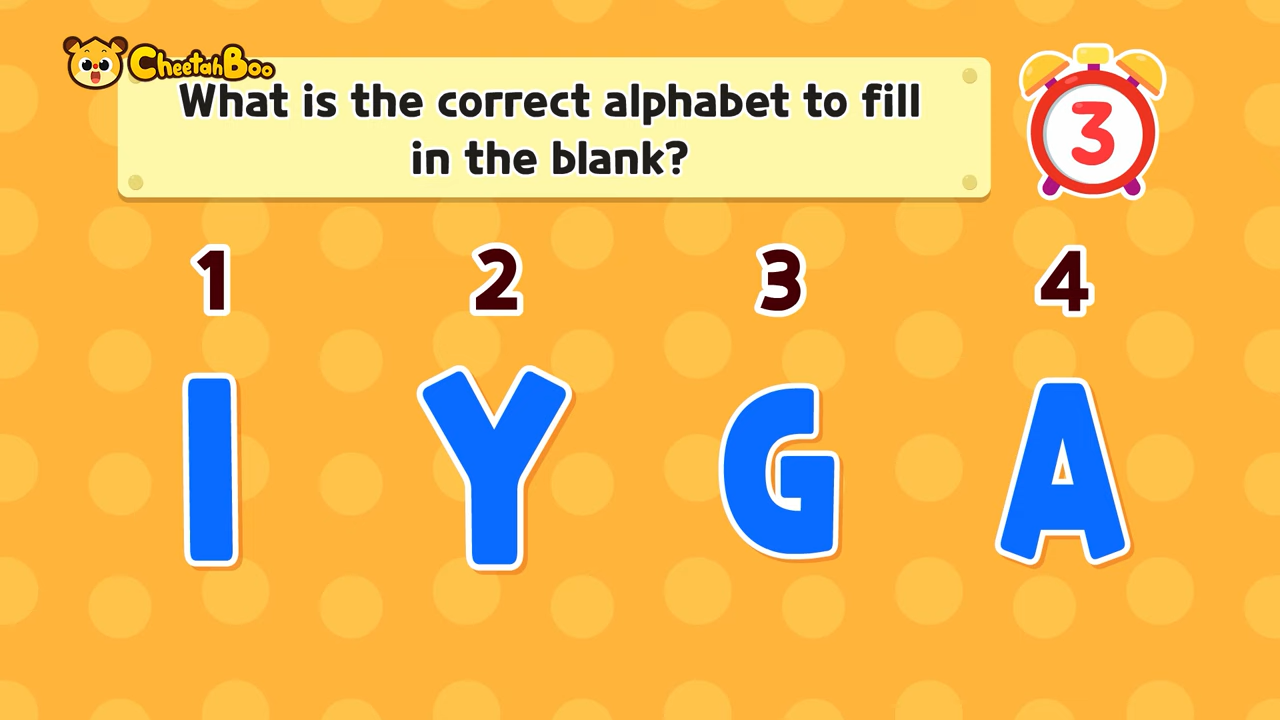 CheetahBoo
What is the correct alphabet to fill
in the blank?
3
1 2 3 4
I Y G A